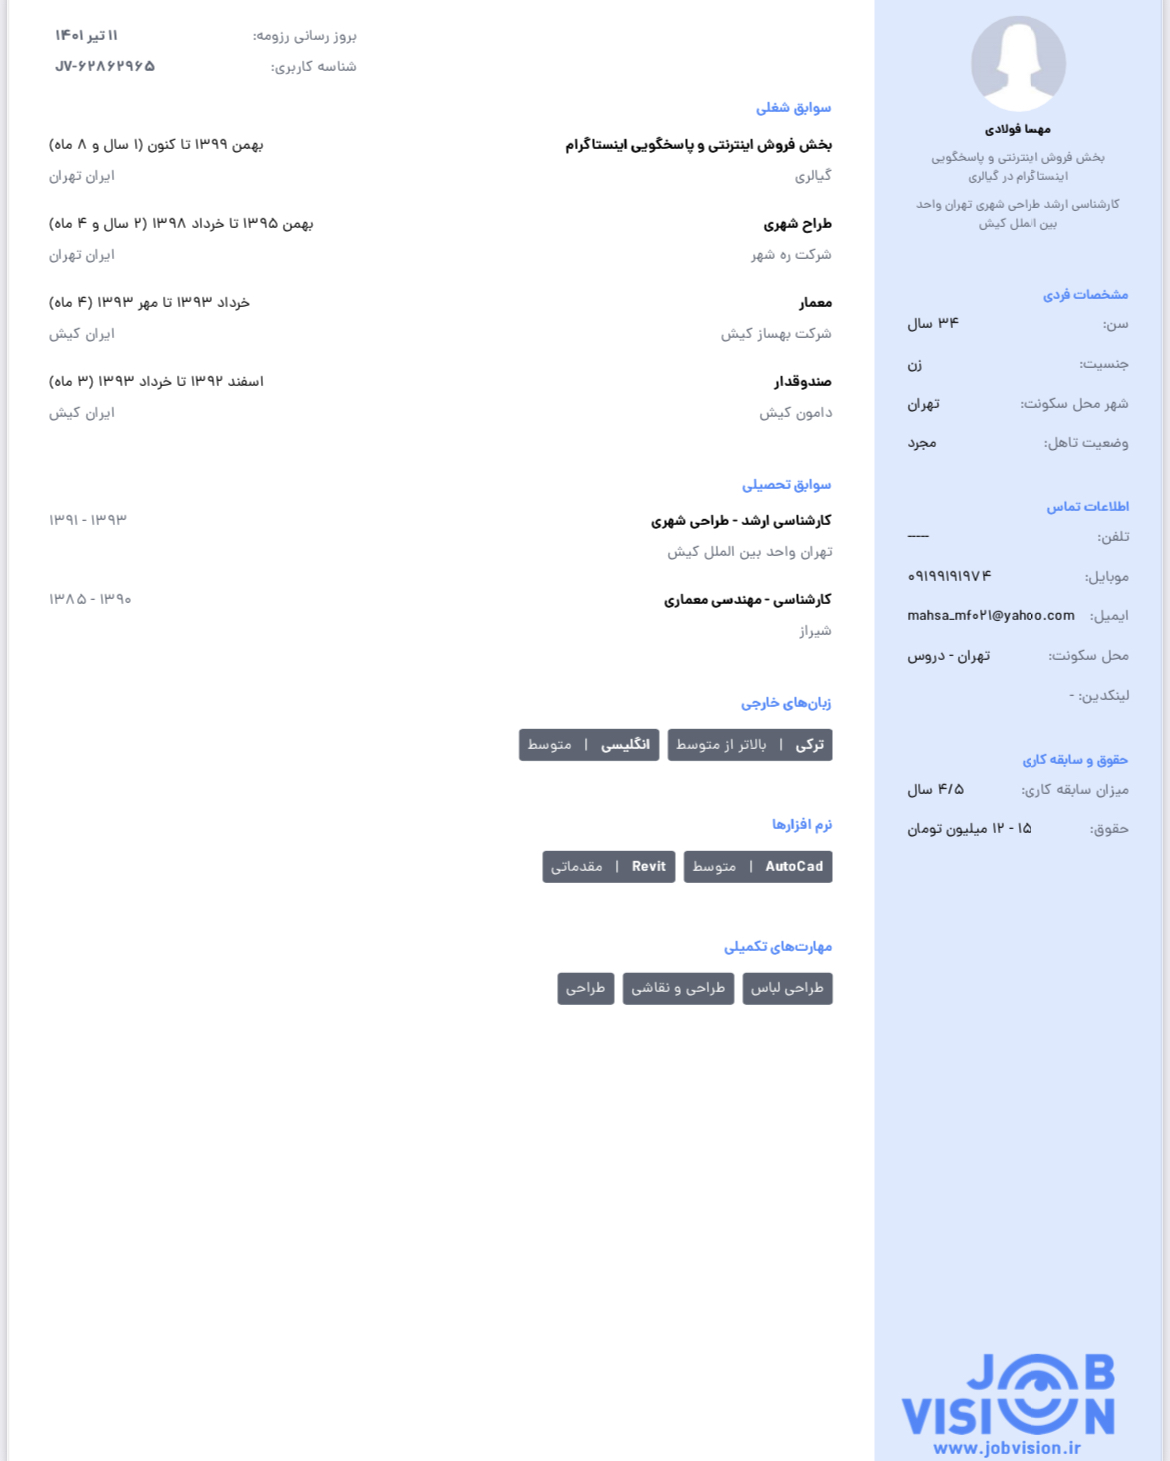 بروز رسانی رزومه: ۱۱ تیر ۱۴۰۱
شناسه کاربری: JV-۶۲۸۶۲۹۶۵
سوابق شغلی
بخش فروش اینترنتی و پاسخگویی اینستاگرام بهمن ۱۳۹۹ تا کنون (۱ سال و ۸ ماه)
گیالری ایران تهران
طراح شهری بهمن ۱۳۹۵ تا خرداد ۱۳۹۸ (۲ سال و ۴ ماه)
شرکت ره شهر ایران تهران
معمار خرداد ۱۳۹۳ تا مهر ۱۳۹۳ (۴ ماه)
شرکت بهساز کیش ایران کیش
صندوقدار اسفند ۱۳۹۲ تا خرداد ۱۳۹۳ (۳ ماه)
دامون کیش ایران کیش
سوابق تحصیلی
کارشناسی ارشد - طراحی شهری ۱۳۹۱ - ۱۳۹۳
تهران واحد بین الملل کیش
کارشناسی - مهندسی معماری ۱۳۸۵ - ۱۳۹۰
شیراز
زبان‌های خارجی
ترکی | بالاتر از متوسط انگلیسی | متوسط
نرم افزارها
AutoCad | متوسط Revit | مقدماتی
مهارت‌های تکمیلی
طراحی لباس طراحی و نقاشی طراحی
مهسا فولادی
بخش فروش اینترنتی و پاسخگویی
اینستاگرام در گیالری
کارشناسی ارشد طراحی شهری تهران واحد
بین الملل کیش
مشخصات فردی
سن: ۳۴ سال
جنسیت: زن
شهر محل سکونت: تهران
وضعیت تاهل: مجرد
اطلاعات تماس
تلفن: -----
موبایل: ۰۹۱۹۹۱۹۱۹۷۴
ایمیل: mahsa_mf۰۲۱@yahoo.com
محل سکونت: تهران - دروس
لینکدین: -
حقوق و سابقه کاری
میزان سابقه کاری: ۴/۵ سال
حقوق: ۱۵ - ۱۲ میلیون تومان
JOB
VISION
www.jobvision.ir